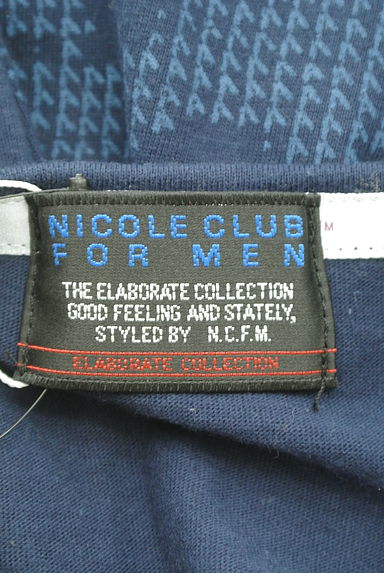 NICOLE CLUB
FOR MEN
M
THE ELABORATE COLLECTION
GOOD FEELING AND STATELY,
STYLED BY N.C.F.M.
ELABORATE COLLECTION